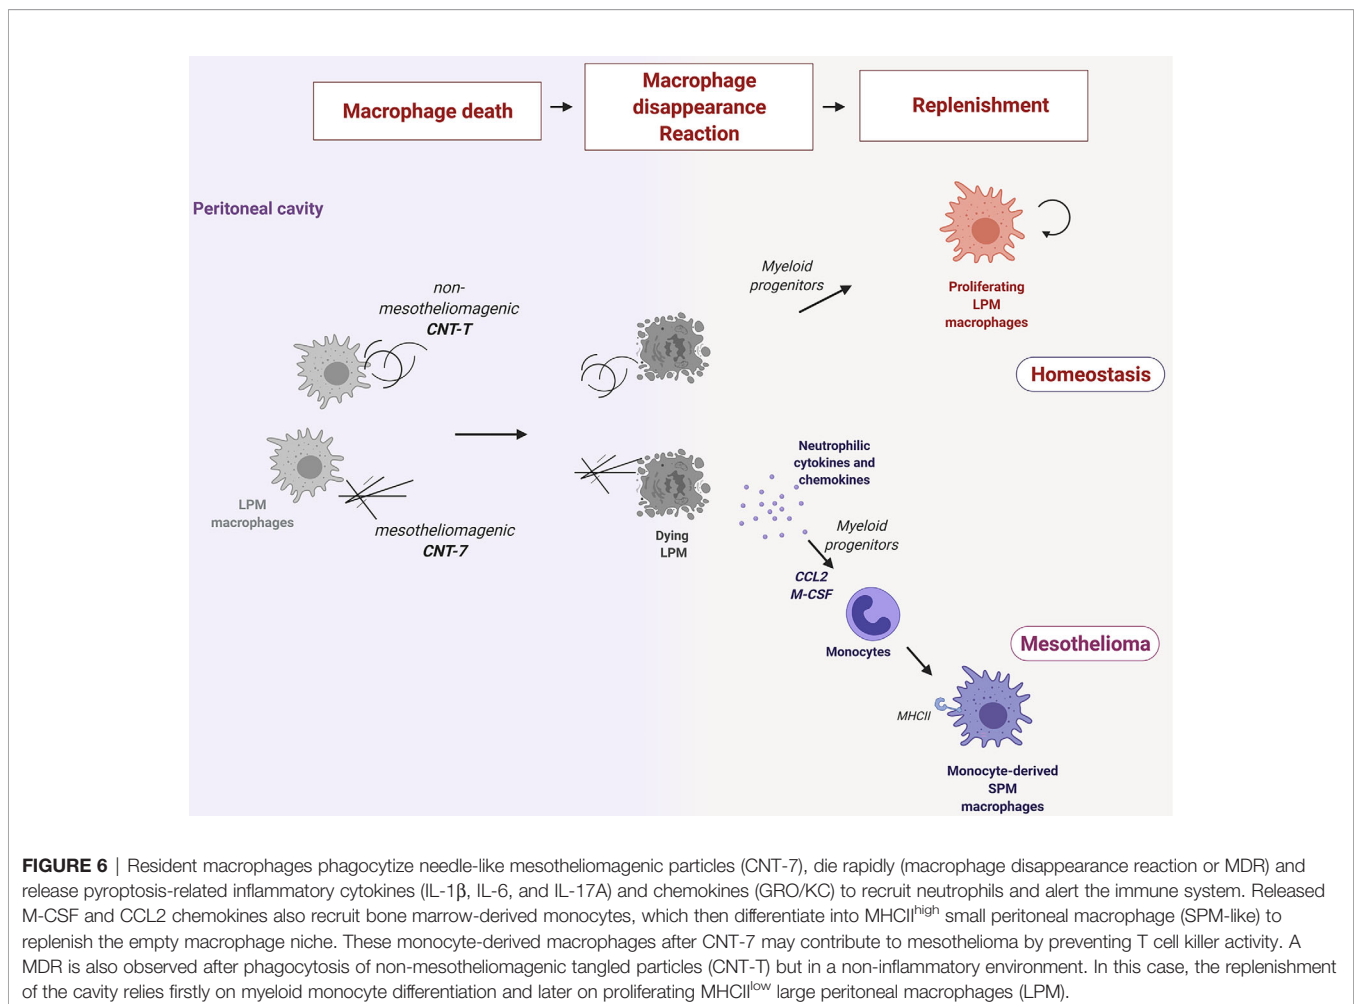 Macrophage death
Macrophage
disappearance
Reaction
Replenishment
Peritoneal cavity
non-
mesotheliomagenic
CNT-T
LPM
macrophages
mesotheliomagenic
CNT-7
Dying
LPM
Myeloid
progenitors
Proliferating
LPM
macrophages
Homeostasis
Neutrophilic
cytokines and
chemokines
Myeloid
progenitors
CCL2
M-CSF
Monocytes
Mesothelioma
MHCII
Monocyte-derived
SPM
macrophages
FIGURE 6 | Resident macrophages phagocytize needle-like mesotheliomagenic particles (CNT-7), die rapidly (macrophage disappearance reaction or MDR) and
release pyroptosis-related inflammatory cytokines (IL-1β, IL-6, and IL-17A) and chemokines (GRO/KC) to recruit neutrophils and alert the immune system. Released
M-CSF and CCL2 chemokines also recruit bone marrow-derived monocytes, which then differentiate into MHCII^high small peritoneal macrophage (SPM-like) to
replenish the empty macrophage niche. These monocyte-derived macrophages after CNT-7 may contribute to mesothelioma by preventing T cell killer activity. A
MDR is also observed after phagocytosis of non-mesotheliomagenic tangled particles (CNT-T) but in a non-inflammatory environment. In this case, the replenishment
of the cavity relies firstly on myeloid monocyte differentiation and later on proliferating MHCII^low large peritoneal macrophages (LPM).